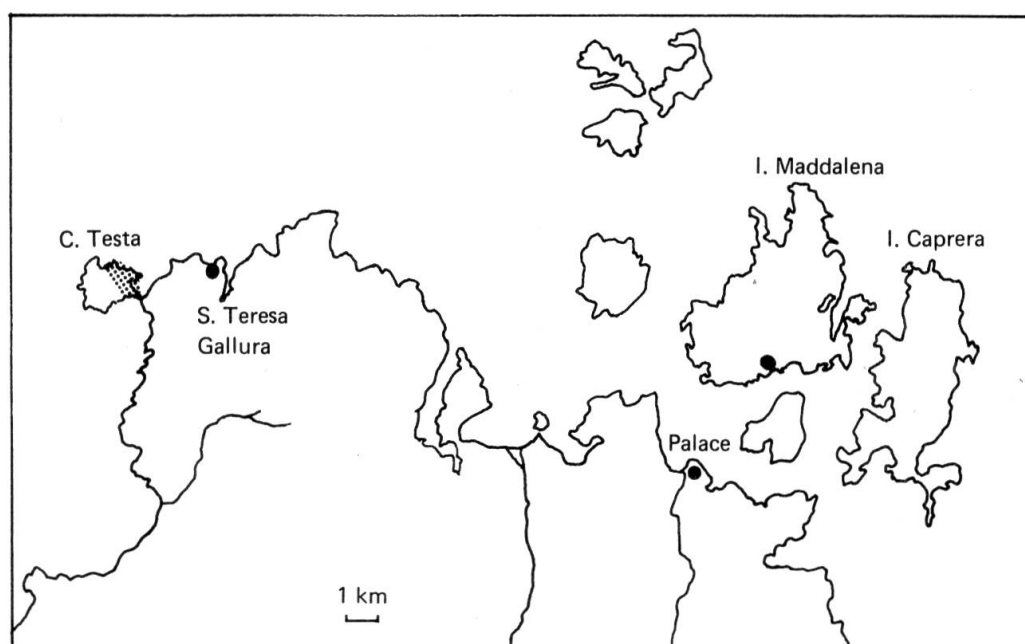 I. Maddalena
C. Testa
I. Caprera
S. Teresa
Gallura
Palace
1 km